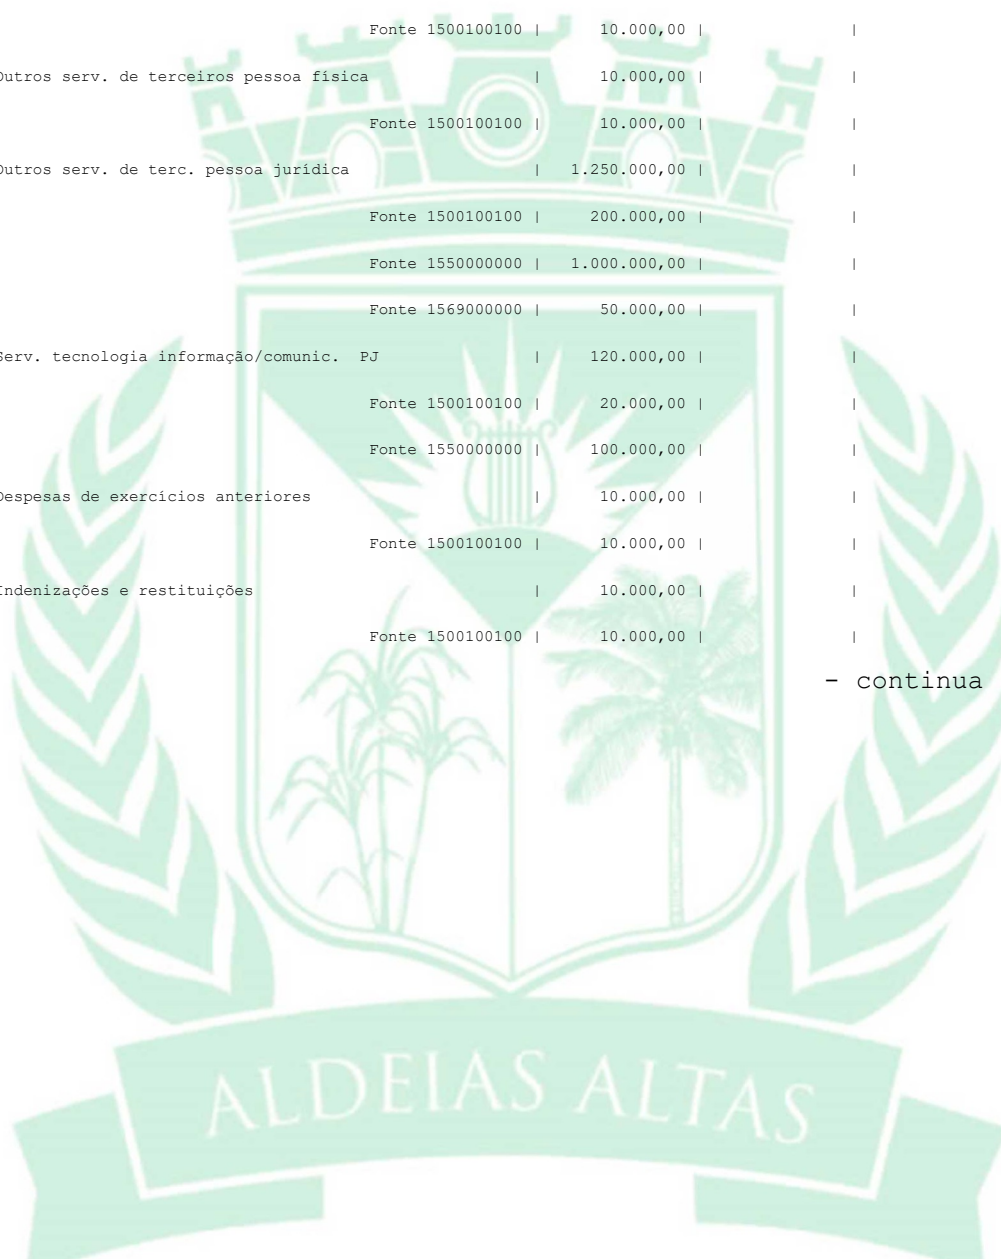 Fonte 1500100100 | 10.000,00 | |
Outros serv. de terceiros pessoa física | 10.000,00 | |
Fonte 1500100100 | 10.000,00 | |
Outros serv. de terc. pessoa jurídica | 1.250.000,00 | |
Fonte 1500100100 | 200.000,00 | |
Fonte 1550000000 | 1.000.000,00 | |
Fonte 1569000000 | 50.000,00 | |
Serv. tecnologia informação/comunic. PJ | 120.000,00 | |
Fonte 1500100100 | 20.000,00 | |
Fonte 1550000000 | 100.000,00 | |
Despesas de exercícios anteriores | 10.000,00 | |
Fonte 1500100100 | 10.000,00 | |
Indenizações e restituições | 10.000,00 | |
Fonte 1500100100 | 10.000,00 | |
- continua
ALDEIAS ALTAS